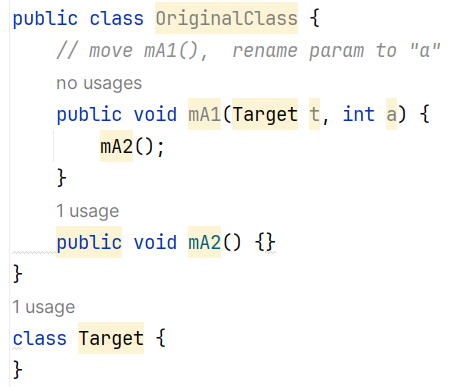 public class OriginalClass {
// move mA1(),  rename param to "a"
no usages
public void mA1(Target t, int a) {
mA2();
}
1 usage
public void mA2() {}
}
1 usage
class Target {
}